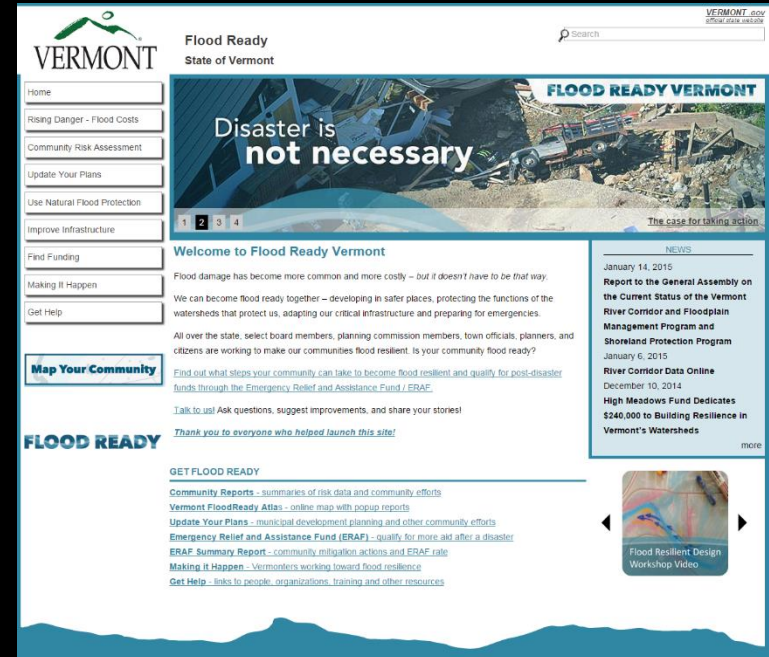 VERMONT .gov
official state website
VERMONT
Flood Ready
State of Vermont
Search
Home
Rising Danger - Flood Costs
Community Risk Assessment
Update Your Plans
Use Natural Flood Protection
Improve Infrastructure
Find Funding
Making It Happen
Get Help
Map Your Community
FLOOD READY
FLOOD READY VERMONT
Disaster is
not necessary
1 2 3 4
The case for taking action
Welcome to Flood Ready Vermont
Flood damage has become more common and more costly – but it doesn't have to be that way.
We can become flood ready together – developing in safer places, protecting the functions of the
watersheds that protect us, adapting our critical infrastructure and preparing for emergencies.
All over the state, select board members, planning commission members, town officials, planners, and
citizens are working to make our communities flood resilient. Is your community flood ready?
Find out what steps your community can take to become flood resilient and qualify for post-disaster
funds through the Emergency Relief and Assistance Fund / ERAF.
Talk to us! Ask questions, suggest improvements, and share your stories!
Thank you to everyone who helped launch this site!
GET FLOOD READY
Community Reports - summaries of risk data and community efforts
Vermont FloodReady Atlas - online map with popup reports
Update Your Plans - municipal development planning and other community efforts
Emergency Relief and Assistance Fund (ERAF) - qualify for more aid after a disaster
ERAF Summary Report - community mitigation actions and ERAF rate
Making it Happen - Vermonters working toward flood resilience
Get Help - links to people, organizations, training and other resources
NEWS
January 14, 2015
Report to the General Assembly on
the Current Status of the Vermont
River Corridor and Floodplain
Management Program and
Shoreland Protection Program
January 6, 2015
River Corridor Data Online
December 10, 2014
High Meadows Fund Dedicates
$240,000 to Building Resilience in
Vermont's Watersheds
more
Flood Resilient Design
Workshop Video